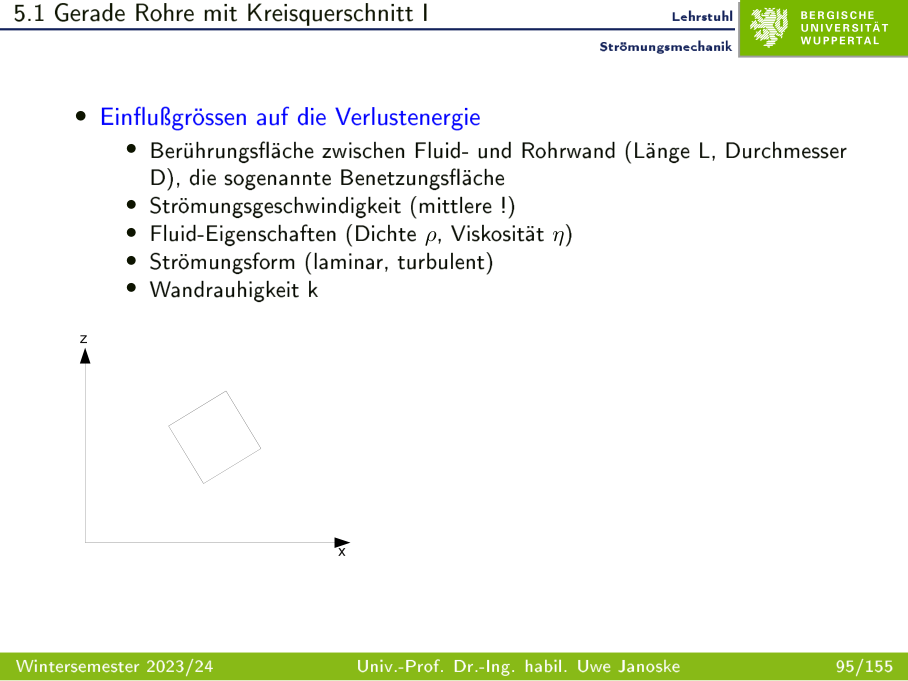 5.1 Gerade Rohre mit Kreisquerschnitt I
Lehrstuhl
Strömungsmechanik
BERGISCHE
UNIVERSITÄT
WUPPERTAL
• Einflußgrössen auf die Verlustenergie
• Berührungsfläche zwischen Fluid- und Rohrwand (Länge L, Durchmesser
D), die sogenannte Benetzungsfläche
• Strömungsgeschwindigkeit (mittlere !)
• Fluid-Eigenschaften (Dichte ρ, Viskosität η)
• Strömungsform (laminar, turbulent)
• Wandrauhigkeit k
z
x
Wintersemester 2023/24 Univ.-Prof. Dr.-Ing. habil. Uwe Janoske 95/155